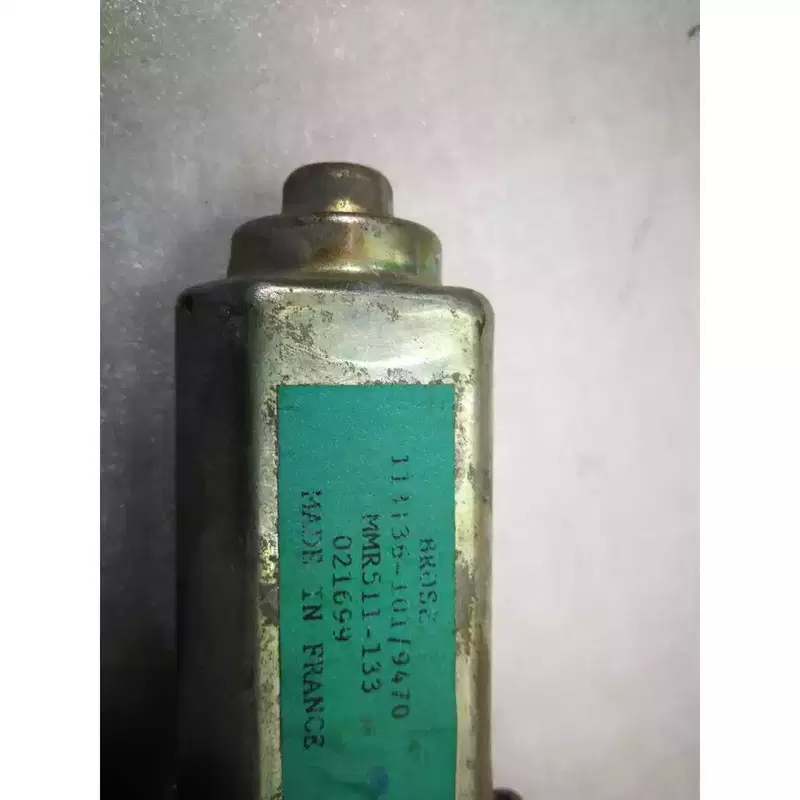 BROSE
111136-101/9470
MMR511-133
021699
MADE IN FRANCE